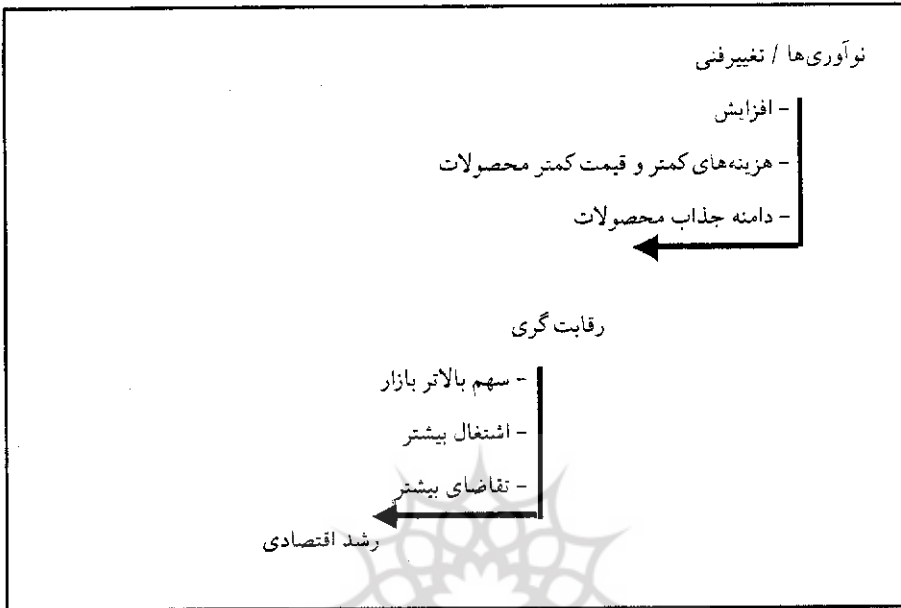 نوآوری‌ها / تغییرفنی
- افزایش
- هزینه‌های کمتر و قیمت کمتر محصولات
- دامنه جذاب محصولات
رقابت گری
- سهم بالاتر بازار
- اشتغال بیشتر
- تقاضای بیشتر
رشد اقتصادی